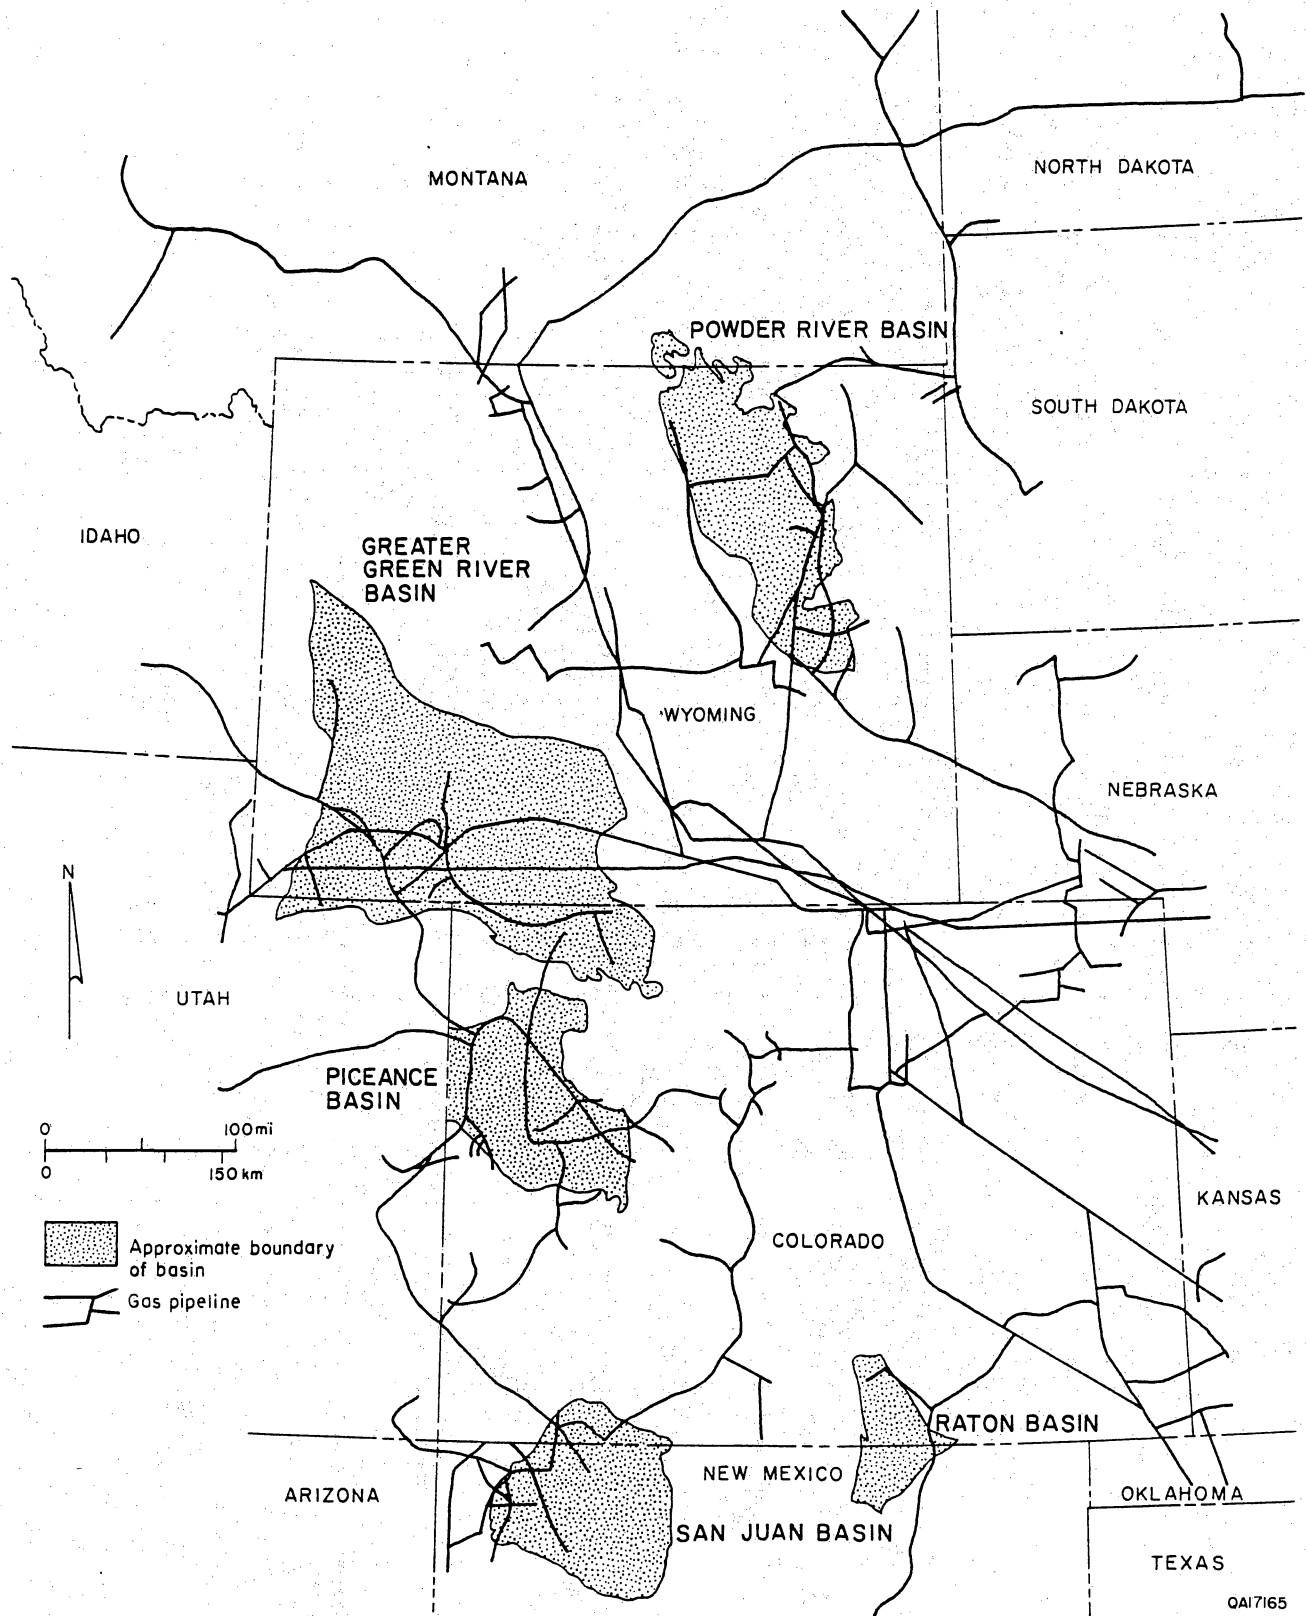 MONTANA
NORTH DAKOTA
POWDER RIVER BASIN
SOUTH DAKOTA
IDAHO
GREATER
GREEN RIVER
BASIN
WYOMING
NEBRASKA
N
UTAH
PICEANCE
BASIN
0 100mi
0 150 km
KANSAS
COLORADO
Approximate boundary
of basin
Gas pipeline
RATON BASIN
NEW MEXICO
ARIZONA
OKLAHOMA
SAN JUAN BASIN
TEXAS
QA17165